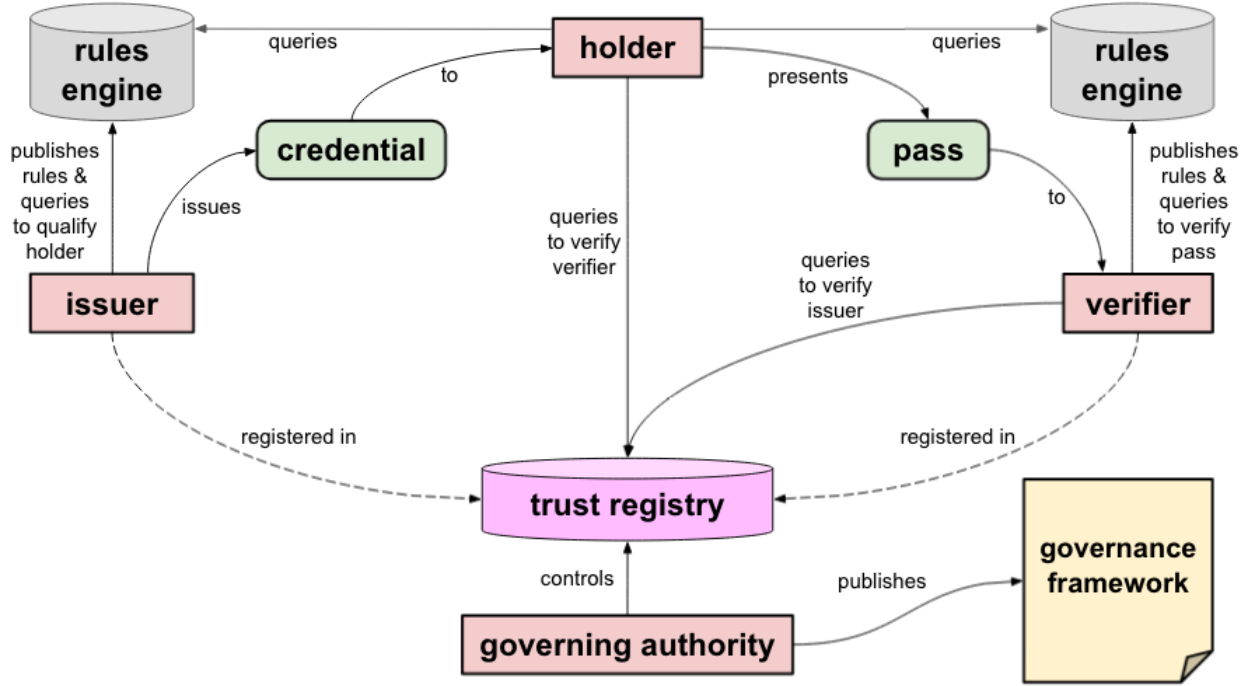 rules
engine
queries
holder
queries
rules
engine
to
presents
publishes
rules &
queries
to qualify
holder
credential
issues
pass
to
publishes
rules &
queries
to verify
pass
queries
to verify
verifier
queries
to verify
issuer
issuer
verifier
registered in
registered in
trust registry
controls
governing authority
publishes
governance
framework